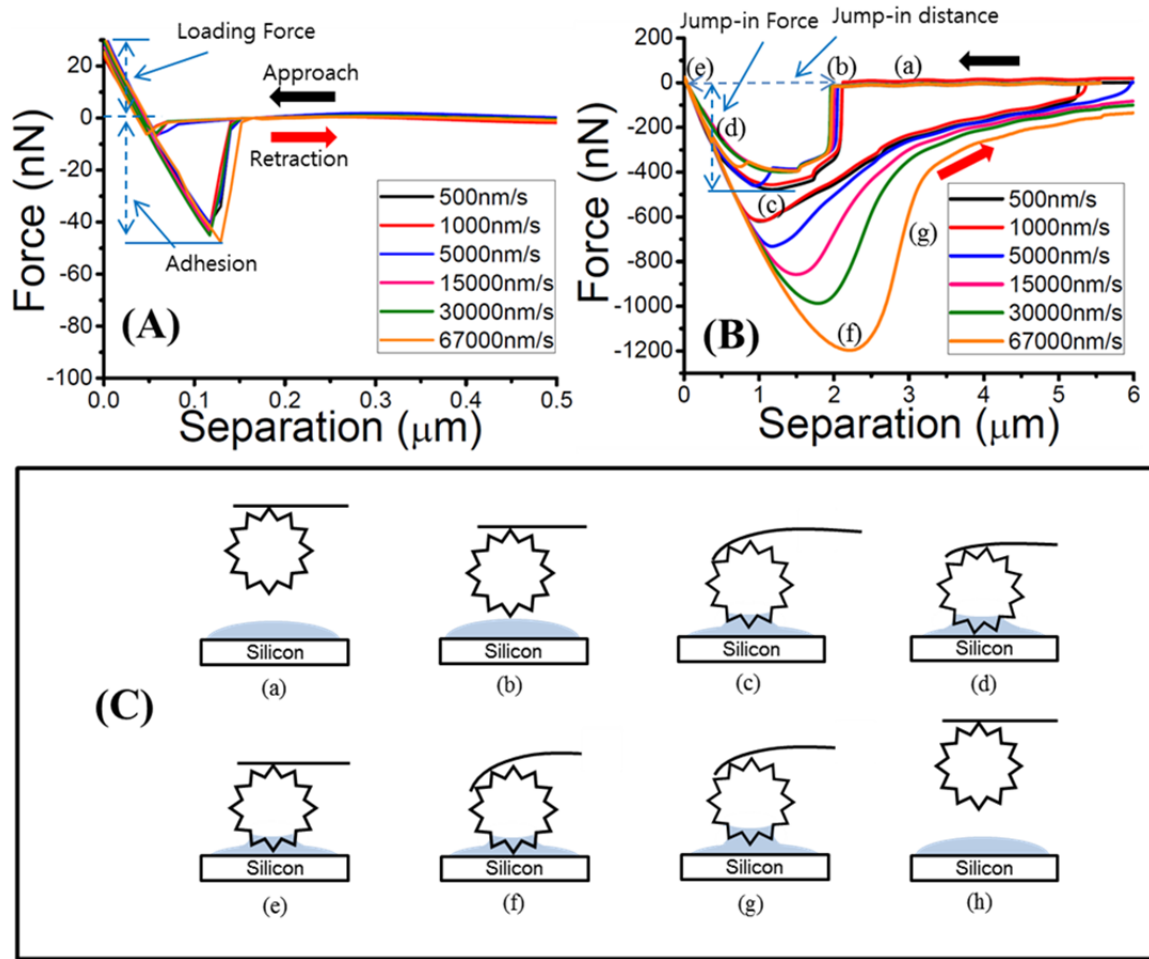 Loading Force
Approach
Retraction
Adhesion
(A)
500nm/s
1000nm/s
5000nm/s
15000nm/s
30000nm/s
67000nm/s
Force (nN)
20
0
-20
-40
-60
-80
-100
0.0 0.1 0.2 0.3 0.4 0.5
Separation (μm)
Jump-in Force
Jump-in distance
(e) (b) (a)
(d)
(c)
(g)
(f)
(B)
500nm/s
1000nm/s
5000nm/s
15000nm/s
30000nm/s
67000nm/s
Force (nN)
200
0
-200
-400
-600
-800
-1000
-1200
0 1 2 3 4 5 6
Separation (μm)
(C)
Silicon
(a)
Silicon
(b)
Silicon
(c)
Silicon
(d)
Silicon
(e)
Silicon
(f)
Silicon
(g)
Silicon
(h)